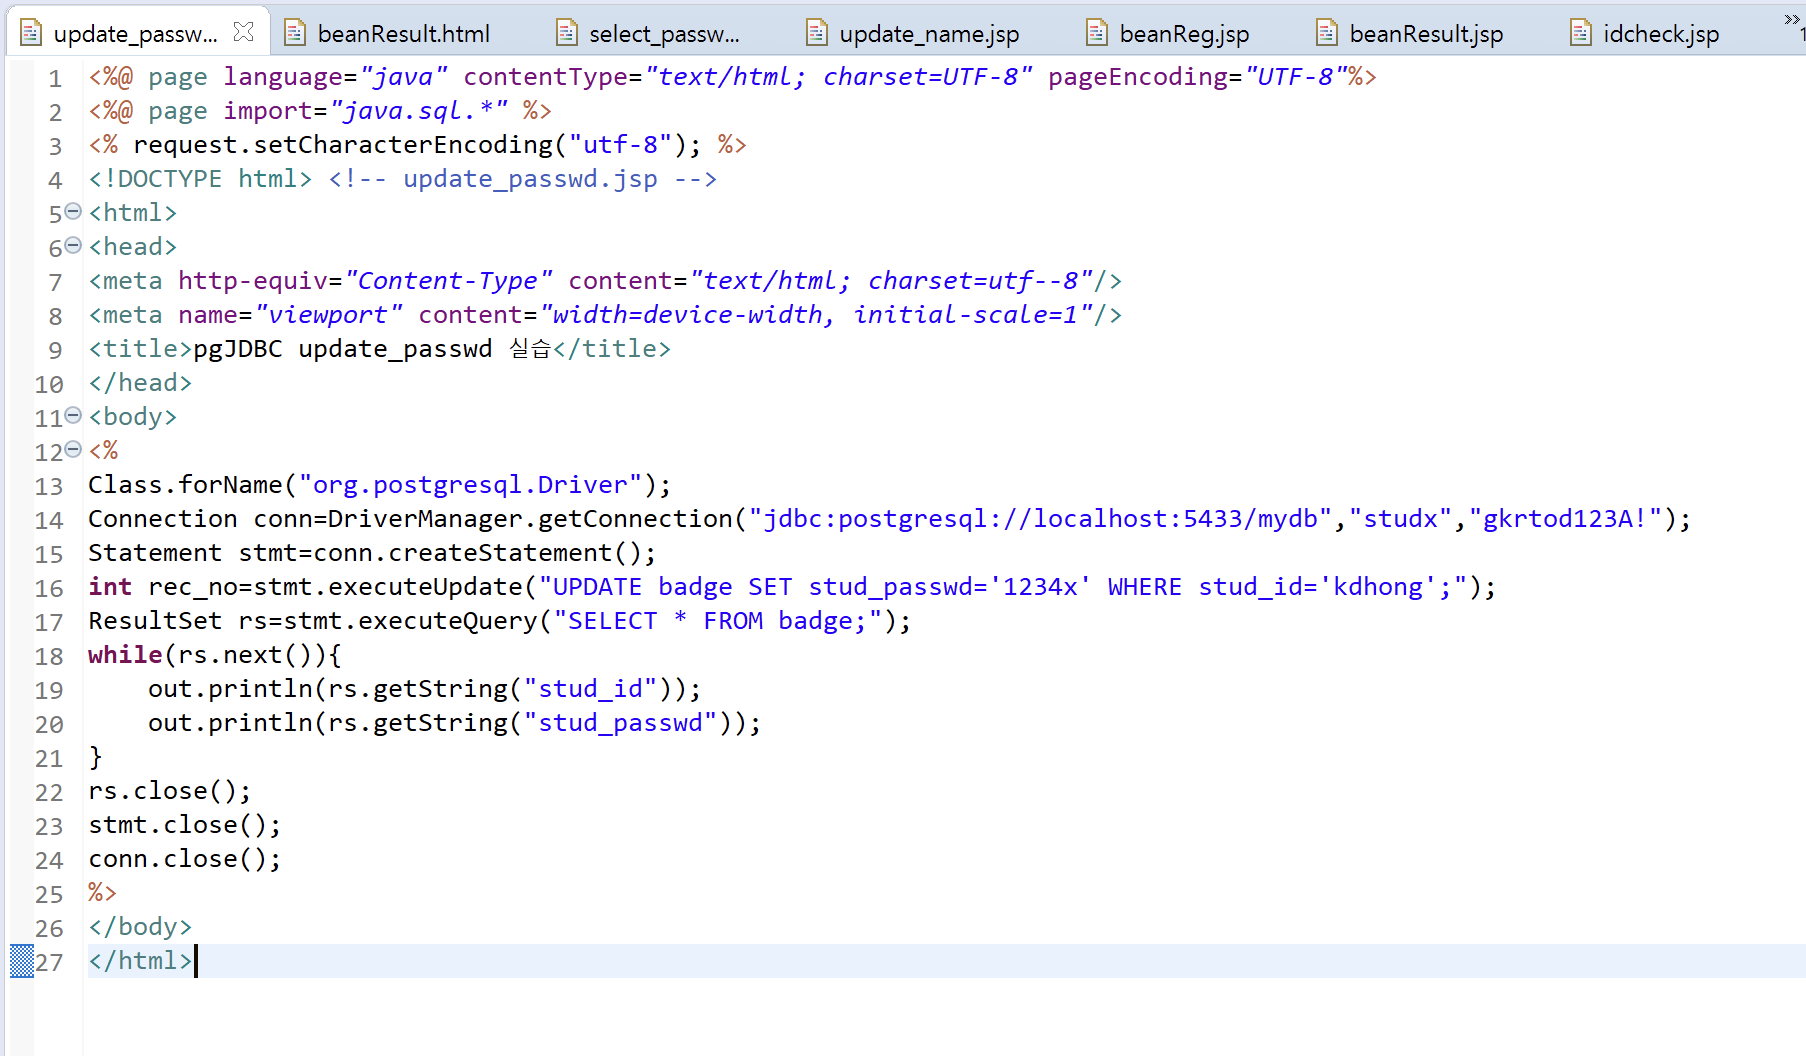 update_passw... beanResult.html select_passw... update_name.jsp beanReg.jsp beanResult.jsp idcheck.jsp »1
1 <%@ page language="java" contentType="text/html; charset=UTF-8" pageEncoding="UTF-8"%>
2 <%@ page import="java.sql.*" %>
3 <% request.setCharacterEncoding("utf-8"); %>
4 <!DOCTYPE html> <!-- update_passwd.jsp -->
5 <html>
6 <head>
7 <meta http-equiv="Content-Type" content="text/html; charset=utf--8"/>
8 <meta name="viewport" content="width=device-width, initial-scale=1"/>
9 <title>pgJDBC update_passwd 실습</title>
10 </head>
11 <body>
12 <%
13 Class.forName("org.postgresql.Driver");
14 Connection conn=DriverManager.getConnection("jdbc:postgresql://localhost:5433/mydb","studx","gkrtod123A!");
15 Statement stmt=conn.createStatement();
16 int rec_no=stmt.executeUpdate("UPDATE badge SET stud_passwd='1234x' WHERE stud_id='kdhong';");
17 ResultSet rs=stmt.executeQuery("SELECT * FROM badge;");
18 while(rs.next()){
19     out.println(rs.getString("stud_id"));
20     out.println(rs.getString("stud_passwd"));
21 }
22 rs.close();
23 stmt.close();
24 conn.close();
25 %>
26 </body>
27 </html>